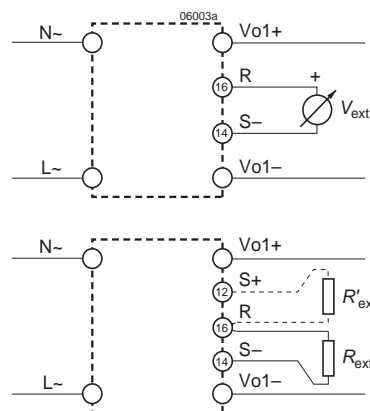 06003a
N~
Vo1+
16
R
+
Vext
14
S–
L~
Vo1–
N~
Vo1+
12
S+
R'ex
16
R
14
S–
Rext
L~
Vo1–